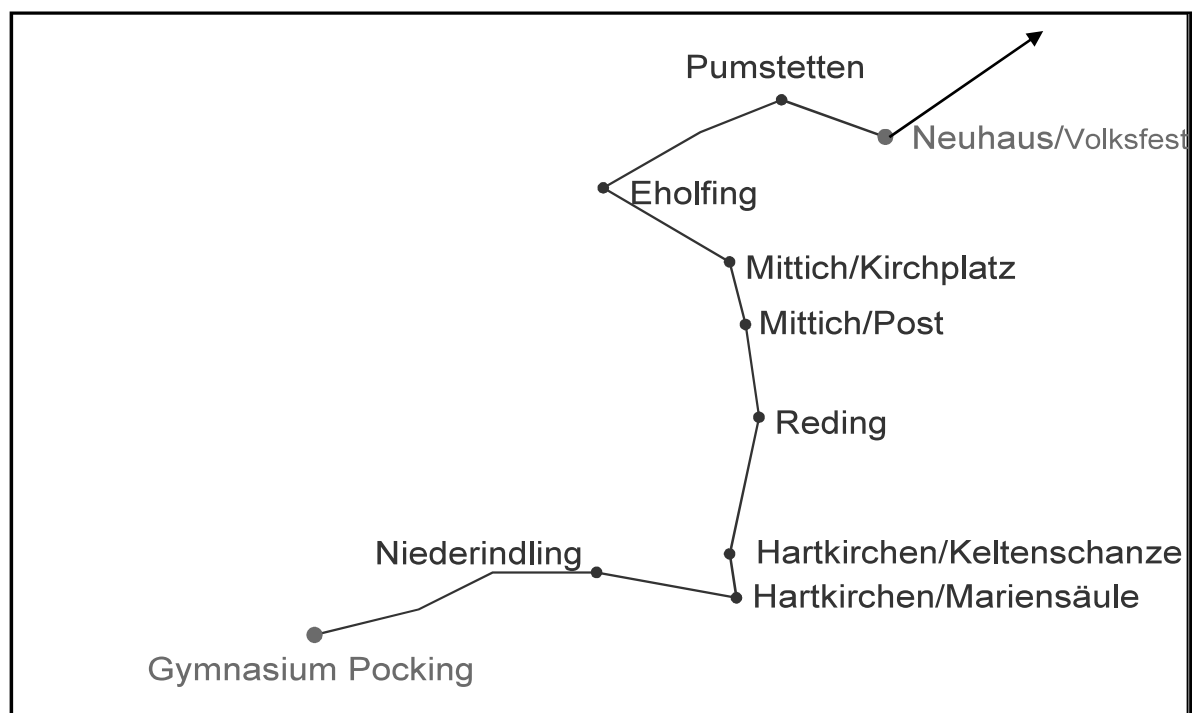 Pumstetten
Neuhaus/Volksfest
Eholfing
Mittich/Kirchplatz
Mittich/Post
Reding
Niederindling
Hartkirchen/Keltenschanze
Hartkirchen/Mariensäule
Gymnasium Pocking